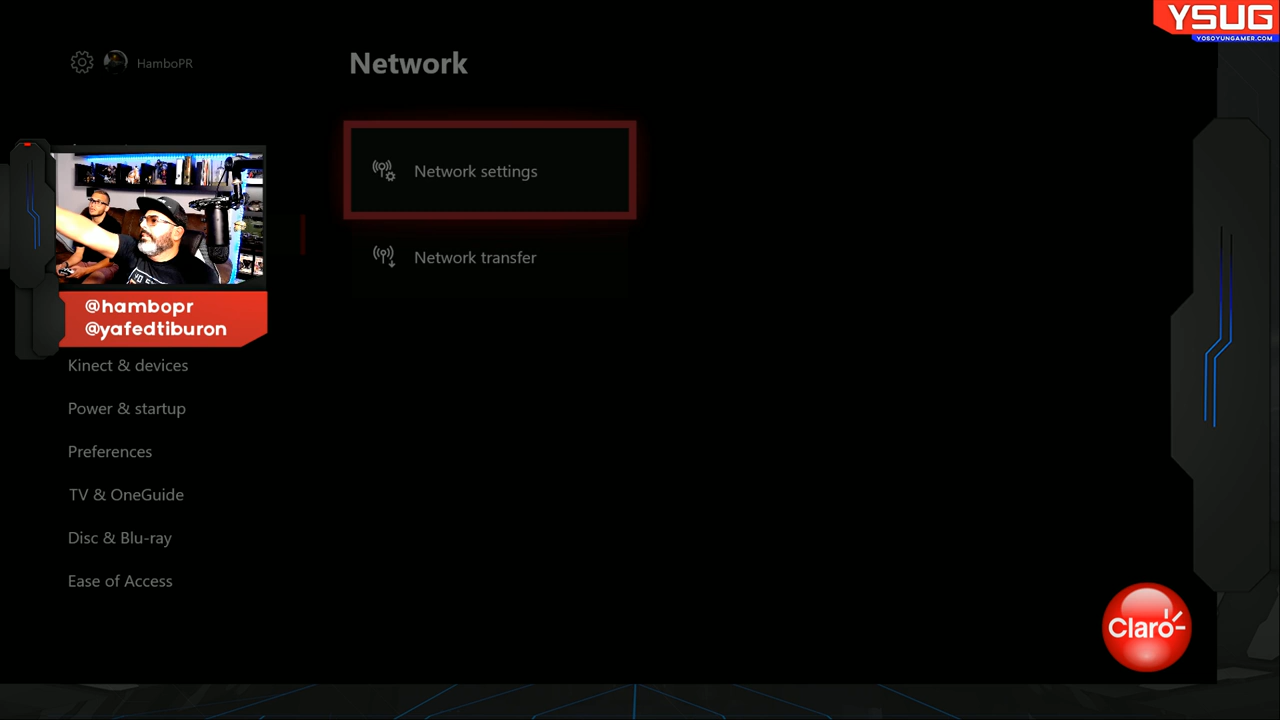 YSUG
YOSOYUNGAMER.COM
HamboPR
Network
Network settings
Network transfer
@hambopr
@yafedtiburon
Kinect & devices
Power & startup
Preferences
TV & OneGuide
Disc & Blu-ray
Ease of Access
Claro